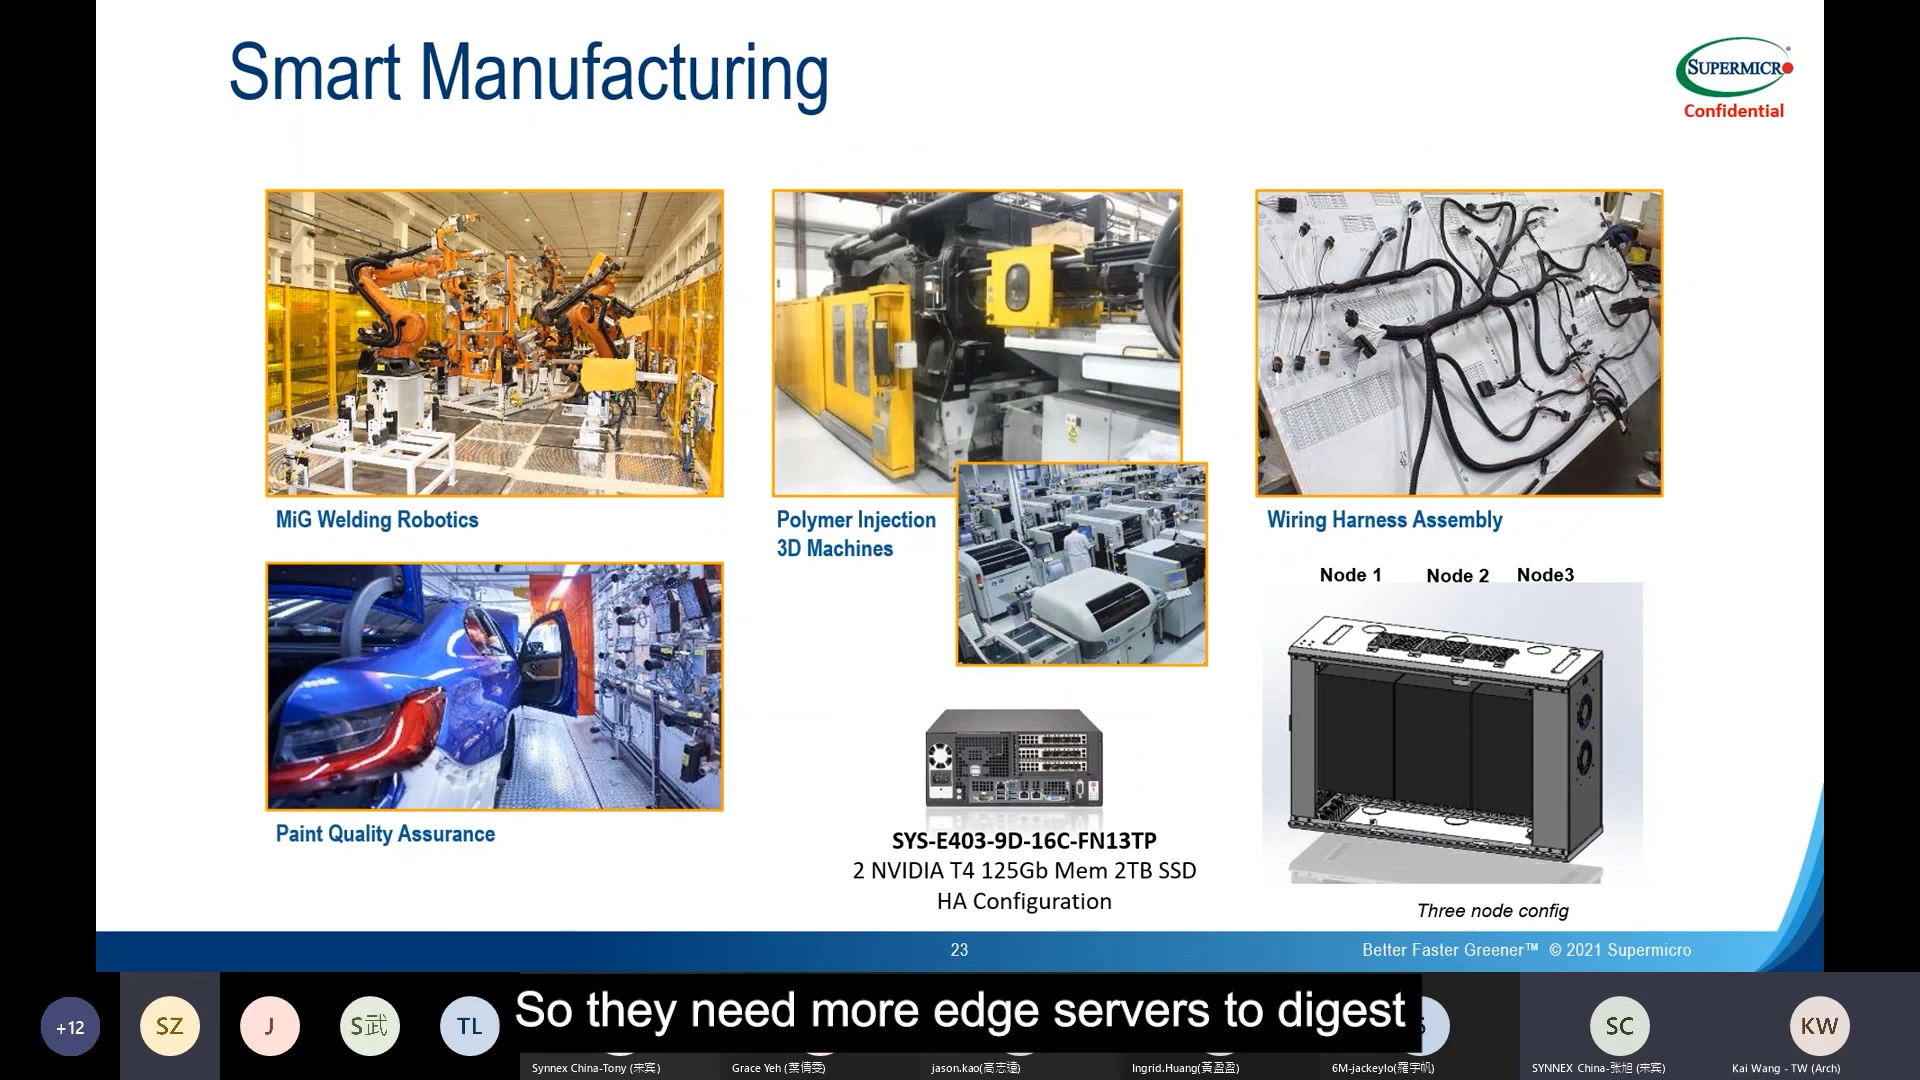 Smart Manufacturing
SUPERMICR
Confidential
MiG Welding Robotics
Polymer Injection
3D Machines
Wiring Harness Assembly
Node 1
Node 2
Node3
Paint Quality Assurance
SYS-E403-9D-16C-FN13TP
2 NVIDIA T4 125Gb Mem 2TB SSD
HA Configuration
Three node config
23
Better Faster Greener™ © 2021 Supermicro
+12
SZ
J
S武
TL
So they need more edge servers to digest
SC
KW
Synnex China-Tony (宋宾)
Grace Yeh (葉倩雯)
jason.kao(高志遠)
Ingrid.Huang(黃盈盈)
6M-jackeylo(羅宇帆)
SYNNEX China-张旭 (宋宾)
Kai Wang - TW (Arch)